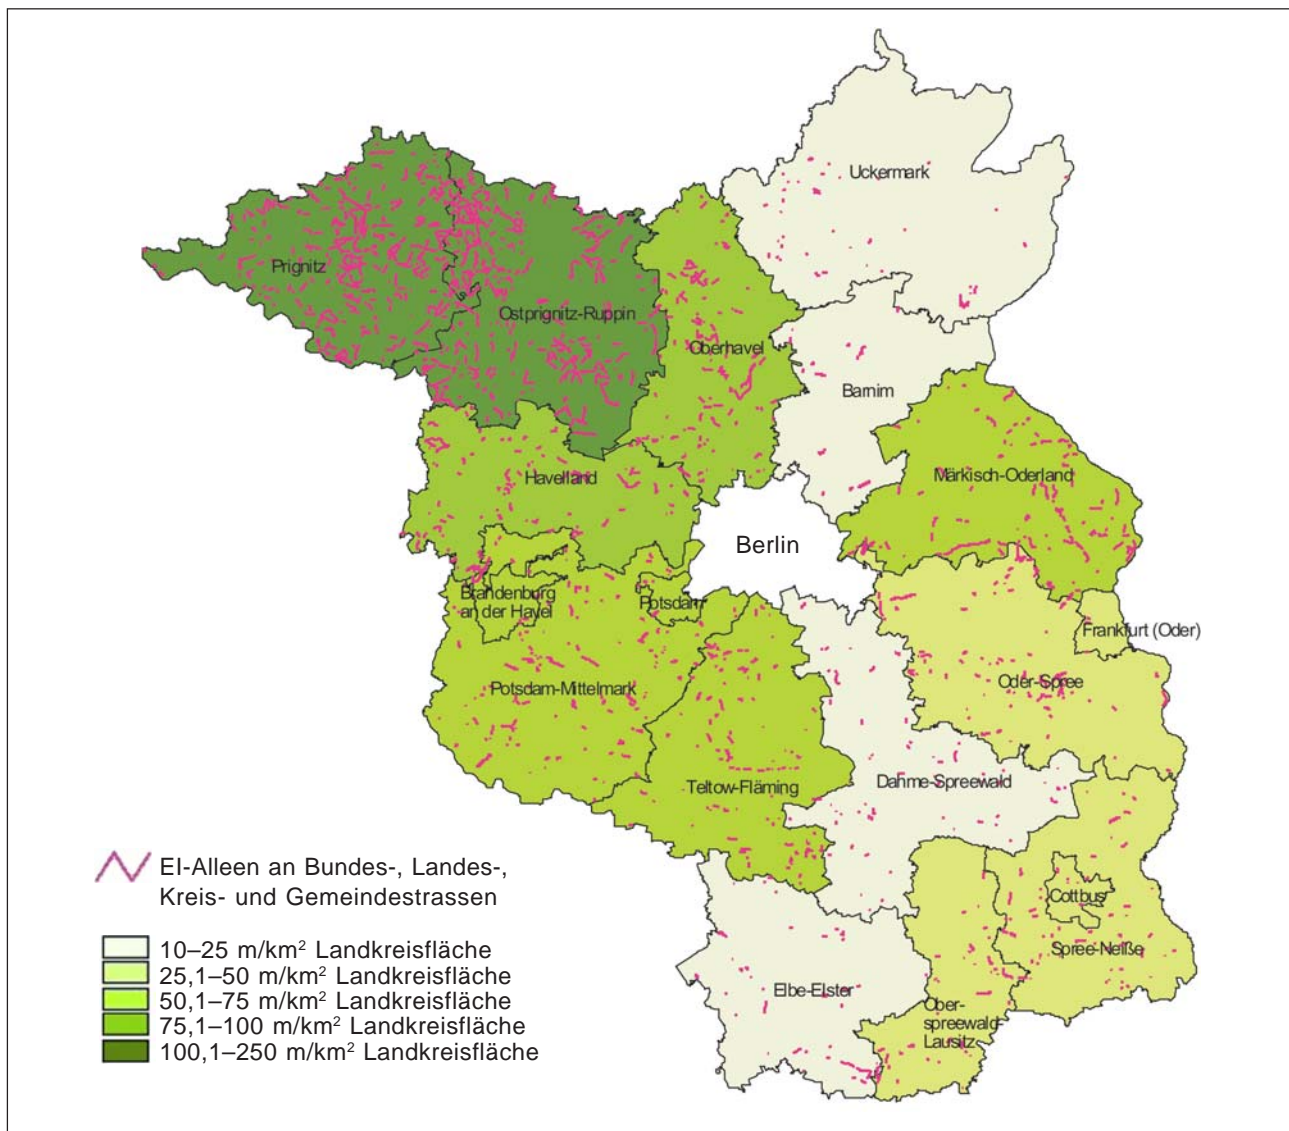 Uckermark
Prignitz
Ostprignitz-Ruppin
Oberhavel
Barnim
Havelland
Märkisch-Oderland
Berlin
Brandenburg
an der Havel
Potsdam
Frankfurt (Oder)
Potsdam-Mittelmark
Oder-Spree
Teltow-Fläming
Dahme-Spreewald
Cottbus
Spree-Neiße
Elbe-Elster
Ober-
spreewald-
Lausitz
EI-Alleen an Bundes-, Landes-,
Kreis- und Gemeindestrassen
10–25 m/km² Landkreisfläche
25,1–50 m/km² Landkreisfläche
50,1–75 m/km² Landkreisfläche
75,1–100 m/km² Landkreisfläche
100,1–250 m/km² Landkreisfläche